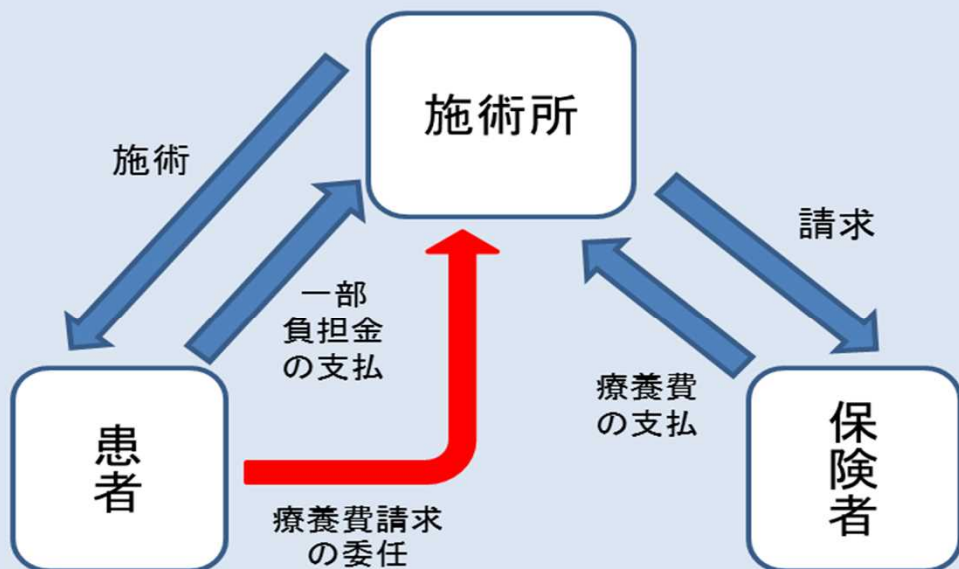 施術所
施術
請求
一部
負担金
の支払
療養費
の支払
患者
保険者
療養費請求
の委任